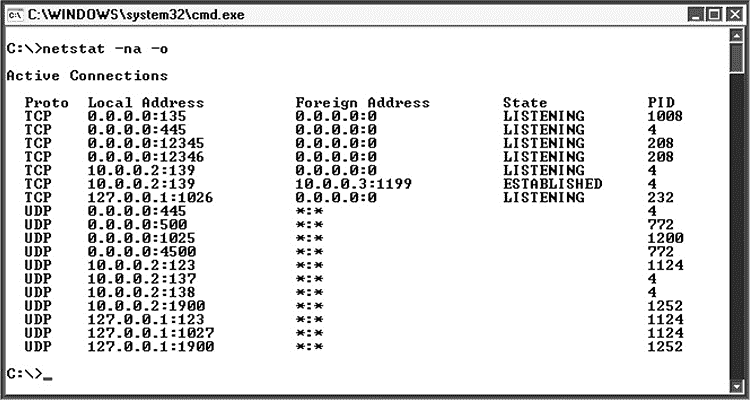 C:\WINDOWS\system32\cmd.exe
C:\>netstat -na -o
Active Connections
Proto Local Address Foreign Address State PID
TCP 0.0.0.0:135 0.0.0.0:0 LISTENING 1008
TCP 0.0.0.0:445 0.0.0.0:0 LISTENING 4
TCP 0.0.0.0:12345 0.0.0.0:0 LISTENING 208
TCP 0.0.0.0:12346 0.0.0.0:0 LISTENING 208
TCP 10.0.0.2:139 0.0.0.0:0 LISTENING 4
TCP 10.0.0.2:139 10.0.0.3:1199 ESTABLISHED 4
TCP 127.0.0.1:1026 0.0.0.0:0 LISTENING 232
UDP 0.0.0.0:445 *:* 4
UDP 0.0.0.0:500 *:* 772
UDP 0.0.0.0:1025 *:* 1200
UDP 0.0.0.0:4500 *:* 772
UDP 10.0.0.2:123 *:* 1124
UDP 10.0.0.2:137 *:* 4
UDP 10.0.0.2:138 *:* 4
UDP 10.0.0.2:1900 *:* 1252
UDP 127.0.0.1:123 *:* 1124
UDP 127.0.0.1:1027 *:* 1124
UDP 127.0.0.1:1900 *:* 1252
C:\>_